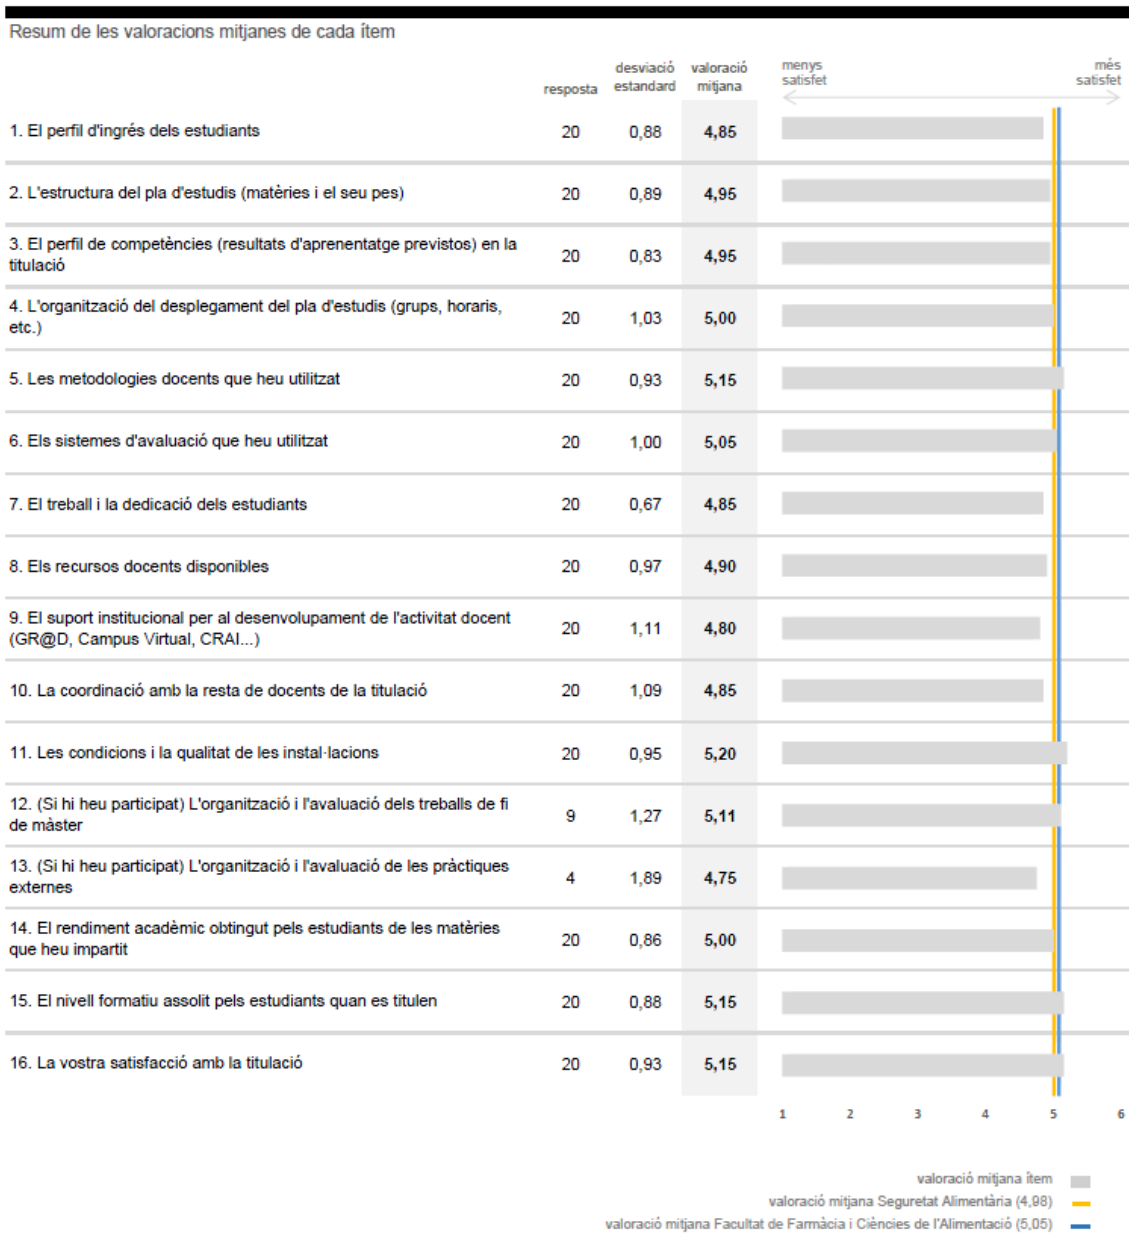 Resum de les valoracions mitjanes de cada ítem
resposta
desviació
estandard
valoració
mitjana
menys
satisfet
més
satisfet
1. El perfil d'ingrés dels estudiants 20 0,88 4,85
2. L'estructura del pla d'estudis (matèries i el seu pes) 20 0,89 4,95
3. El perfil de competències (resultats d'aprenentatge previstos) en la
titulació 20 0,83 4,95
4. L'organització del desplegament del pla d'estudis (grups, horaris,
etc.) 20 1,03 5,00
5. Les metodologies docents que heu utilitzat 20 0,93 5,15
6. Els sistemes d'avaluació que heu utilitzat 20 1,00 5,05
7. El treball i la dedicació dels estudiants 20 0,67 4,85
8. Els recursos docents disponibles 20 0,97 4,90
9. El suport institucional per al desenvolupament de l'activitat docent
(GR@D, Campus Virtual, CRAI...) 20 1,11 4,80
10. La coordinació amb la resta de docents de la titulació 20 1,09 4,85
11. Les condicions i la qualitat de les instal·lacions 20 0,95 5,20
12. (Si hi heu participat) L'organització i l'avaluació dels treballs de fi
de màster 9 1,27 5,11
13. (Si hi heu participat) L'organització i l'avaluació de les pràctiques
externes 4 1,89 4,75
14. El rendiment acadèmic obtingut pels estudiants de les matèries
que heu impartit 20 0,86 5,00
15. El nivell formatiu assolit pels estudiants quan es titulen 20 0,88 5,15
16. La vostra satisfacció amb la titulació 20 0,93 5,15
1 2 3 4 5 6
valoració mitjana ítem
valoració mitjana Seguretat Alimentària (4,98)
valoració mitjana Facultat de Farmàcia i Ciències de l'Alimentació (5,05)